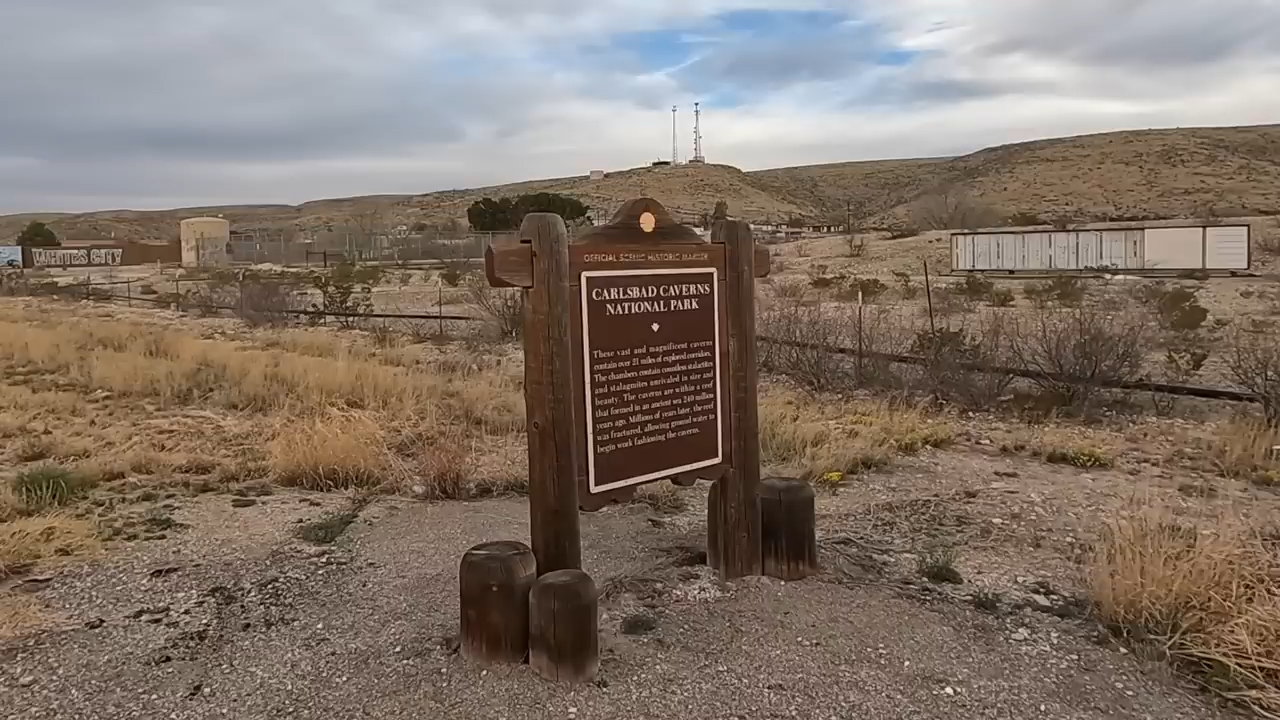 WHITES CITY
OFFICIAL SCENIC HISTORIC MARKER
CARLSBAD CAVERNS
NATIONAL PARK
These vast and magnificent caverns
contain over 21 miles of explored corridors.
The chambers contain countless stalactites
and stalagmites unrivaled in size and
beauty. The caverns are within a reef
that formed in an ancient sea 240 million
years ago. Millions of years later, the reef
was fractured, allowing ground water to
begin work fashioning the caverns.